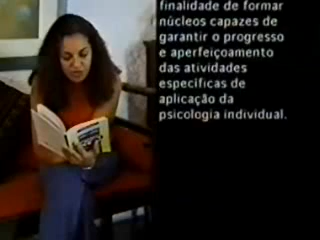 finalidade de formar
núcleos capazes de
garantir o progresso
e aperfeiçoamento
das atividades
específicas de
aplicação da
psicologia individual.